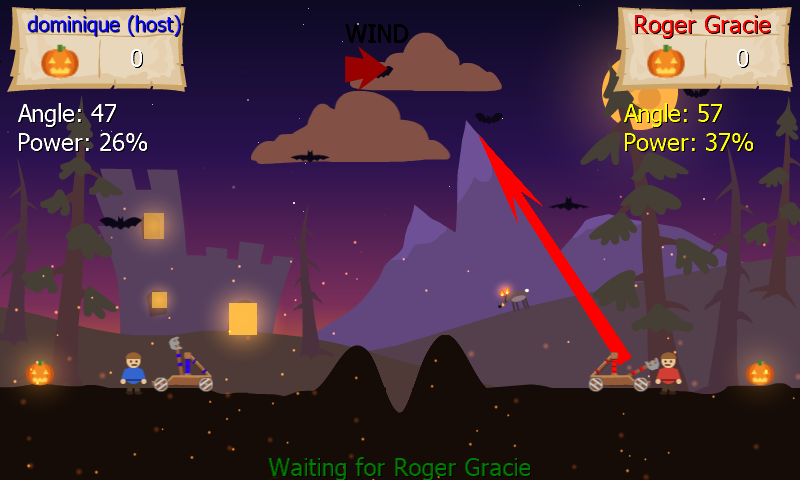 dominique (host)
0
Angle: 47
Power: 26%
WIND
Roger Gracie
0
Angle: 57
Power: 37%
Waiting for Roger Gracie